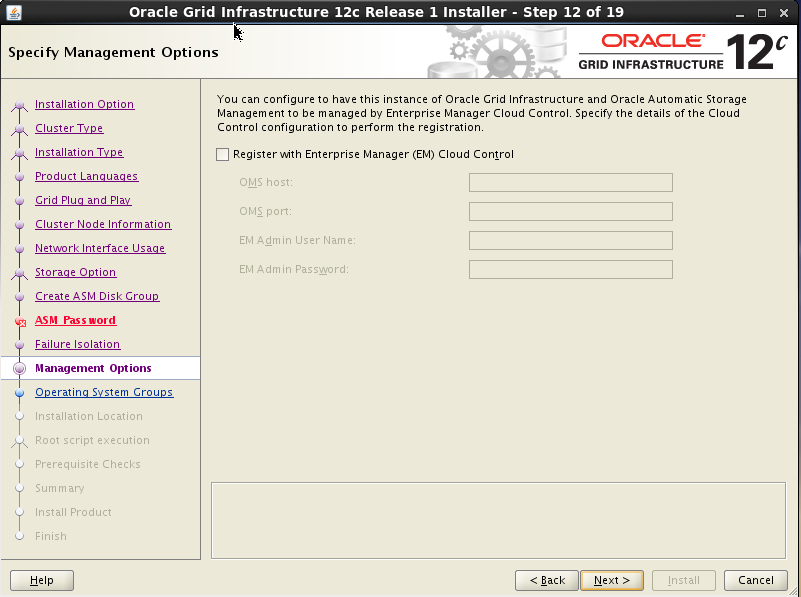 Oracle Grid Infrastructure 12c Release 1 Installer - Step 12 of 19
Specify Management Options
ORACLE®
GRID INFRASTRUCTURE
12c
Installation Option
Cluster Type
Installation Type
Product Languages
Grid Plug and Play
Cluster Node Information
Network Interface Usage
Storage Option
Create ASM Disk Group
ASM Password
Failure Isolation
Management Options
Operating System Groups
Installation Location
Root script execution
Prerequisite Checks
Summary
Install Product
Finish
You can configure to have this instance of Oracle Grid Infrastructure and Oracle Automatic Storage
Management to be managed by Enterprise Manager Cloud Control. Specify the details of the Cloud
Control configuration to perform the registration.
Register with Enterprise Manager (EM) Cloud Control
OMS host:
OMS port:
EM Admin User Name:
EM Admin Password:
Help
< Back
Next >
Install
Cancel